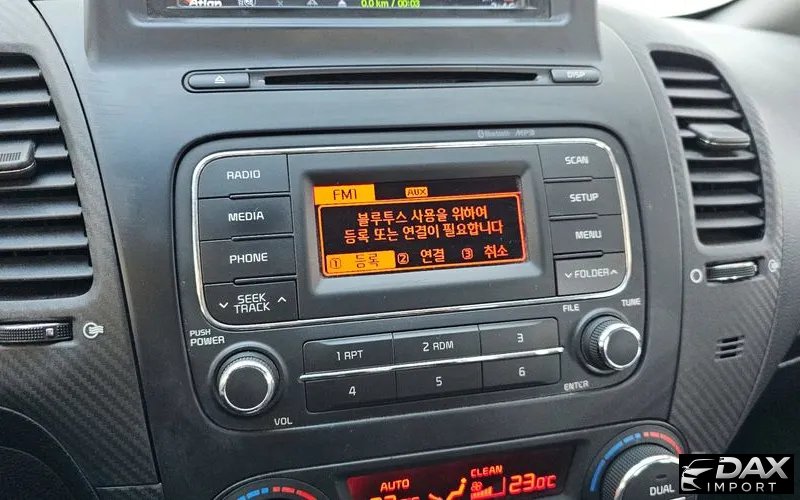 Atlan
0.0 km / 00:03
DISP
Bluetooth MP3
RADIO
MEDIA
PHONE
SEEK
TRACK
FM1 AUX
블루투스 사용을 위하여
등록 또는 연결이 필요합니다
① 등록 ② 연결 ③ 취소
SCAN
SETUP
MENU
FOLDER
PUSH
POWER
VOL
1 RPT
2 RDM
3
4
5
6
FILE
TUNE
ENTER
AUTO
CLEAN
23.0°C
DUAL
DAX
IMPORT